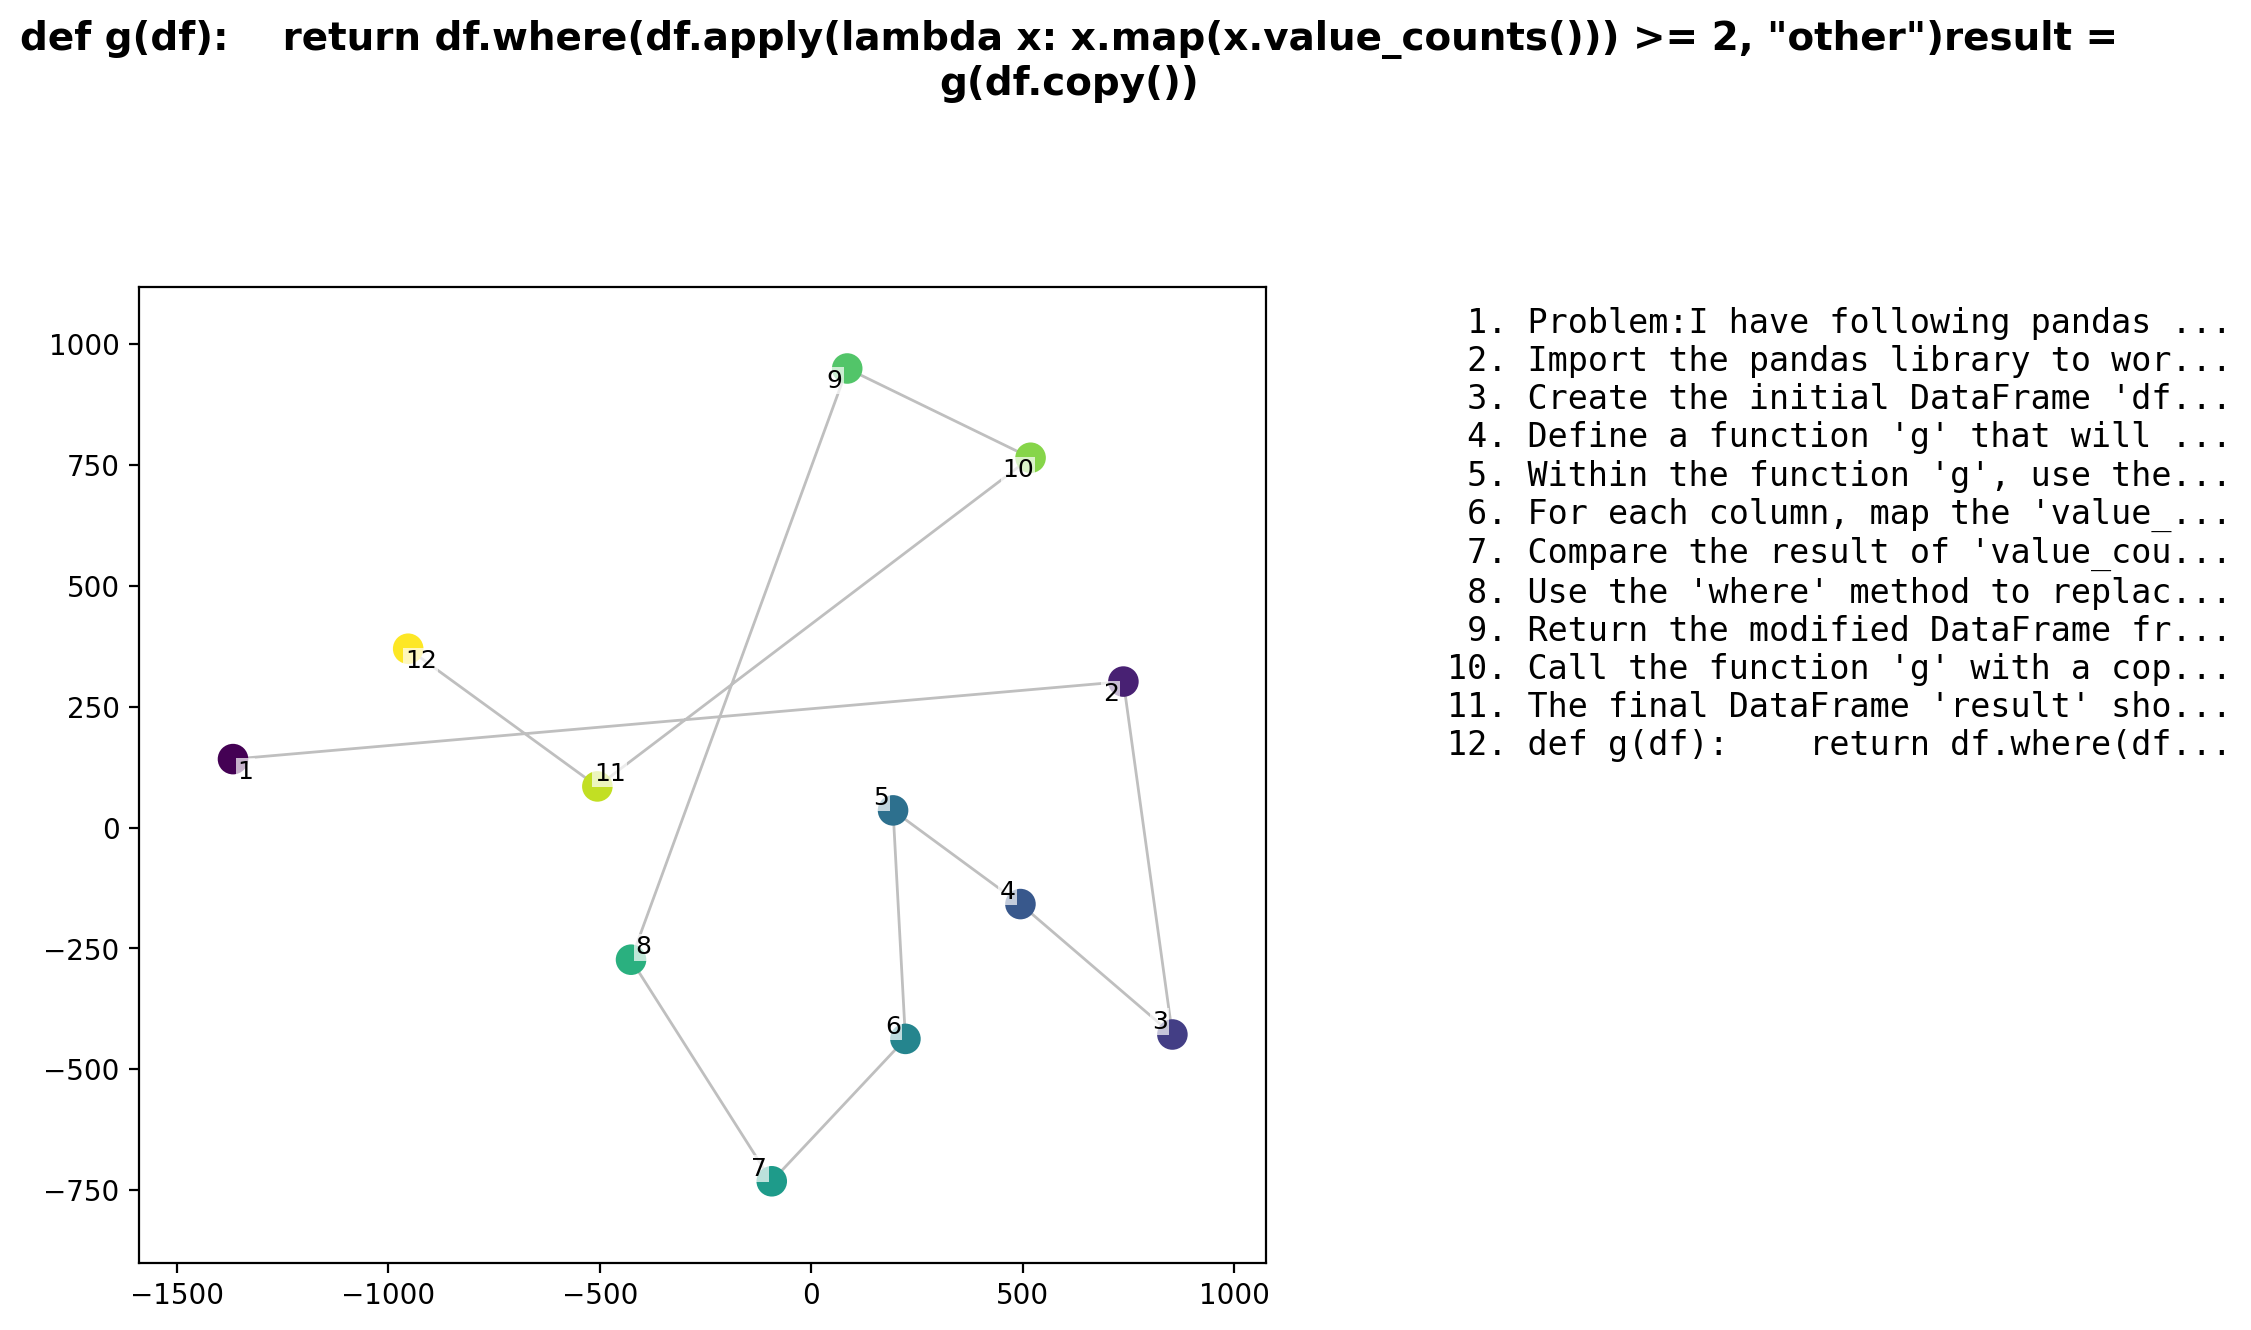 def g(df):    return df.where(df.apply(lambda x: x.map(x.value_counts())) >= 2, "other")result =
g(df.copy())
1000
750
500
250
0
−250
−500
−750
−1500
−1000
−500
0
500
1000
1
2
3
4
5
6
7
8
9
10
11
12
1. Problem:I have following pandas ...
2. Import the pandas library to wor...
3. Create the initial DataFrame 'df...
4. Define a function 'g' that will ...
5. Within the function 'g', use the...
6. For each column, map the 'value_...
7. Compare the result of 'value_cou...
8. Use the 'where' method to replac...
9. Return the modified DataFrame fr...
10. Call the function 'g' with a cop...
11. The final DataFrame 'result' sho...
12. def g(df):    return df.where(df...